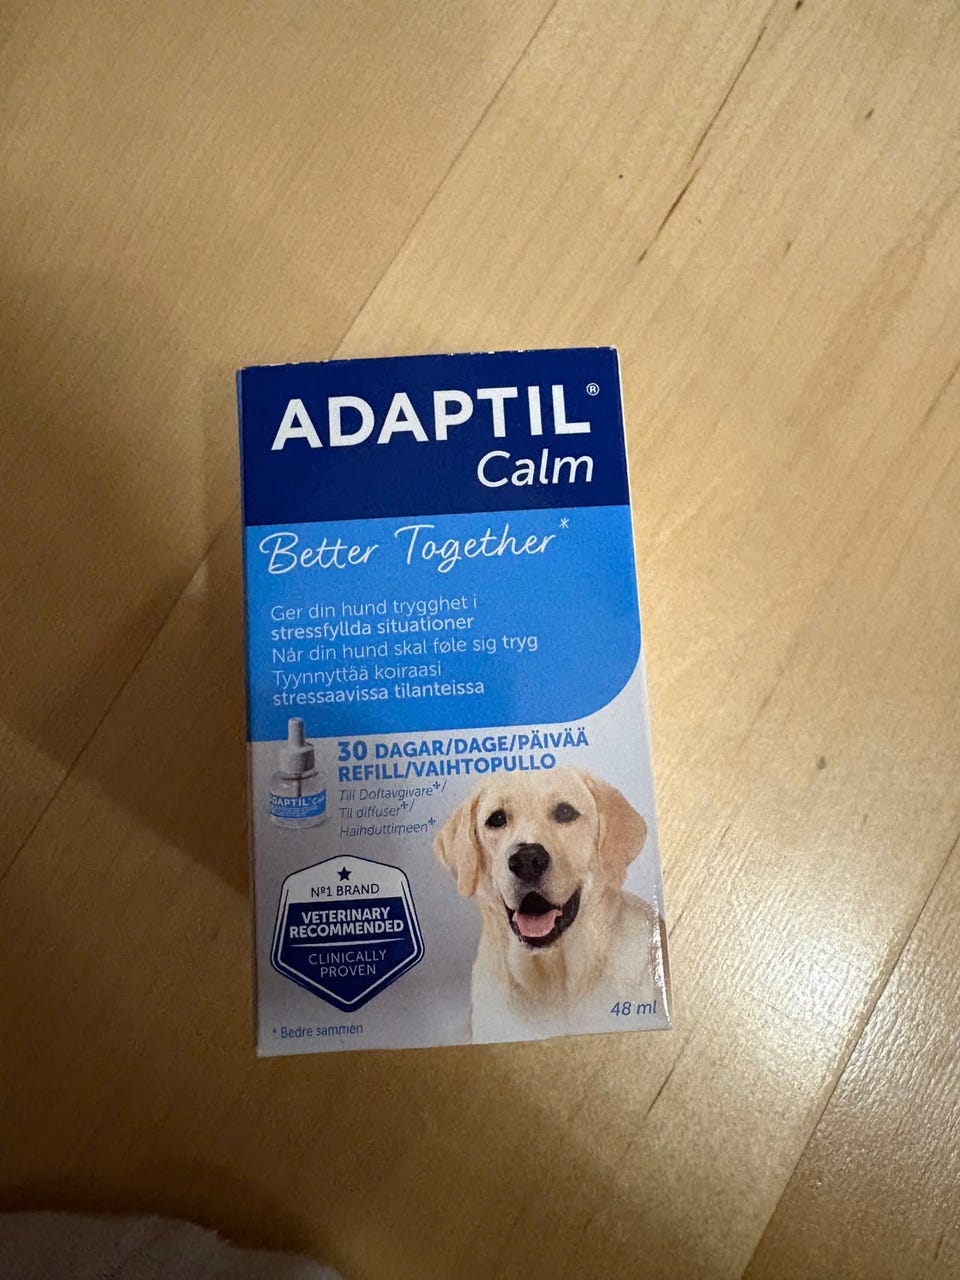 ADAPTIL®
Calm
Better Together*
Ger din hund trygghet i
stressfyllda situationer
Når din hund skal føle sig tryg
Tyynnyttää koiraasi
stressaavissa tilanteissa
30 DAGAR/DAGE/PÄIVÄÄ
REFILL/VAIHTOPULLO
Till Doftavgivare+/
Til diffuser+/
Haihduttimeen+
ADAPTIL Calm
Nº1 BRAND
VETERINARY
RECOMMENDED
CLINICALLY
PROVEN
48 ml
* Bedre sammen